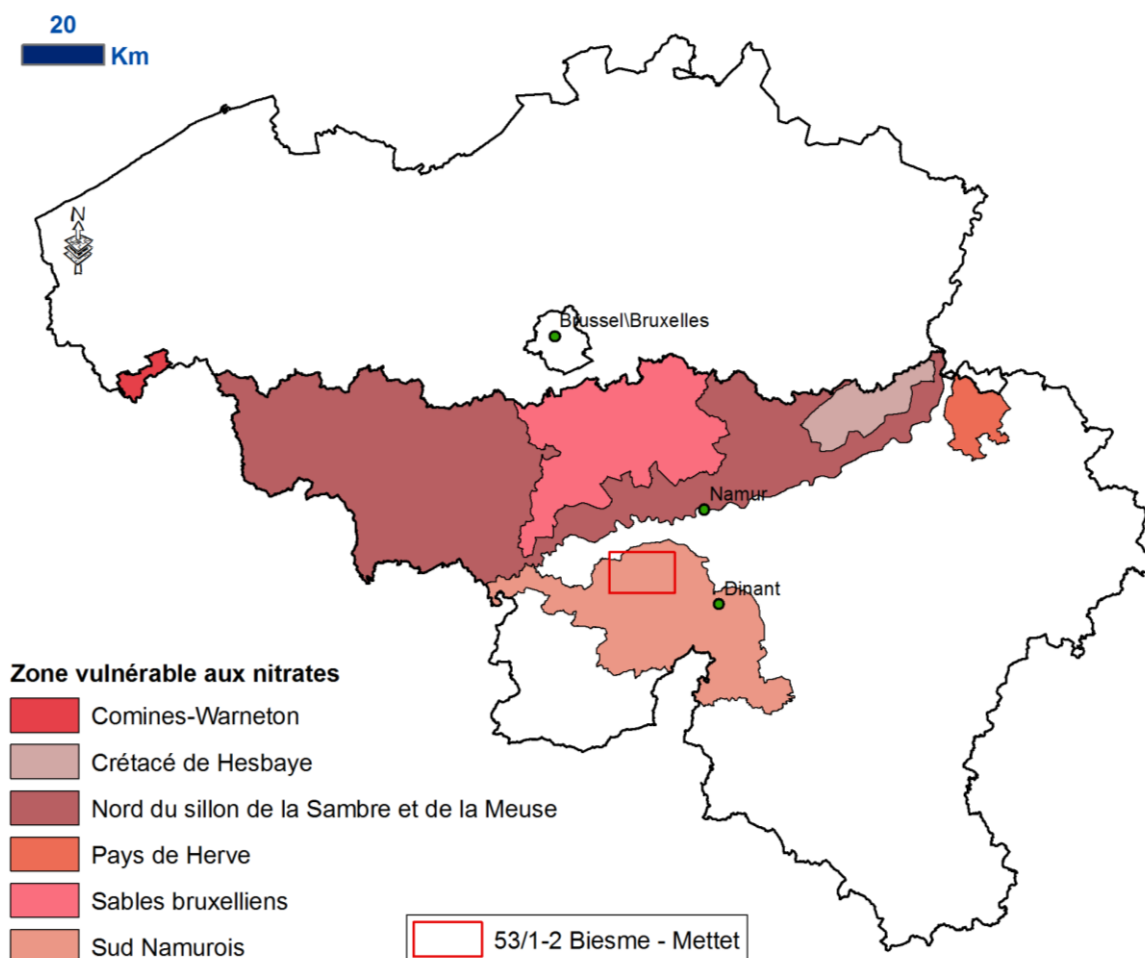 20
Km
N
Brussel\Bruxelles
Namur
Dinant
Zone vulnérable aux nitrates
Comines-Warneton
Crétacé de Hesbaye
Nord du sillon de la Sambre et de la Meuse
Pays de Herve
Sables bruxelliens
Sud Namurois
53/1-2 Biesme - Mettet